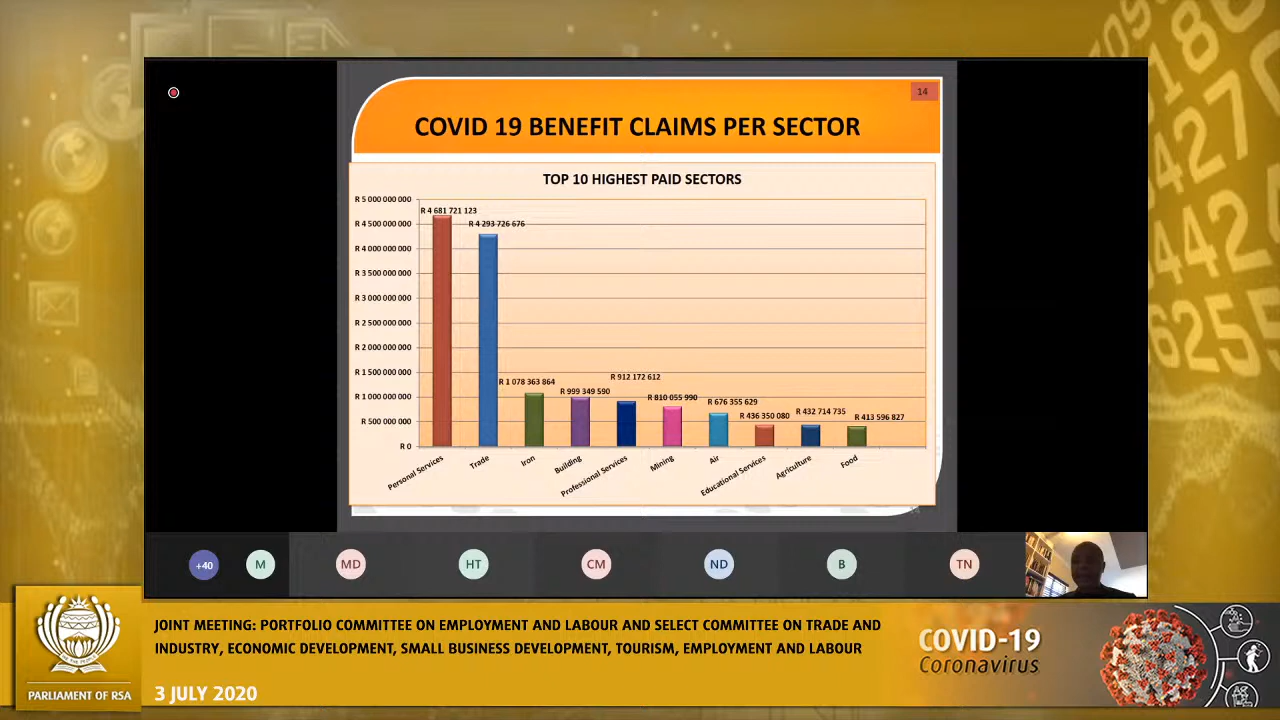 14
COVID 19 BENEFIT CLAIMS PER SECTOR
TOP 10 HIGHEST PAID SECTORS
R 5 000 000 000
R 4 500 000 000
R 4 000 000 000
R 3 500 000 000
R 3 000 000 000
R 2 500 000 000
R 2 000 000 000
R 1 500 000 000
R 1 000 000 000
R 500 000 000
R 0
R 4 681 721 123
R 4 293 726 676
R 1 078 363 864
R 999 349 590
R 912 172 612
R 810 055 990
R 676 355 629
R 436 350 080
R 432 714 735
R 413 596 827
Personal Services
Trade
Iron
Building
Professional Services
Mining
Air
Educational Services
Agriculture
Food
+40
M
MD
HT
CM
ND
B
TN
JOINT MEETING: PORTFOLIO COMMITTEE ON EMPLOYMENT AND LABOUR AND SELECT COMMITTEE ON TRADE AND
INDUSTRY, ECONOMIC DEVELOPMENT, SMALL BUSINESS DEVELOPMENT, TOURISM, EMPLOYMENT AND LABOUR
3 JULY 2020
PARLIAMENT OF RSA
COVID-19
Coronavirus